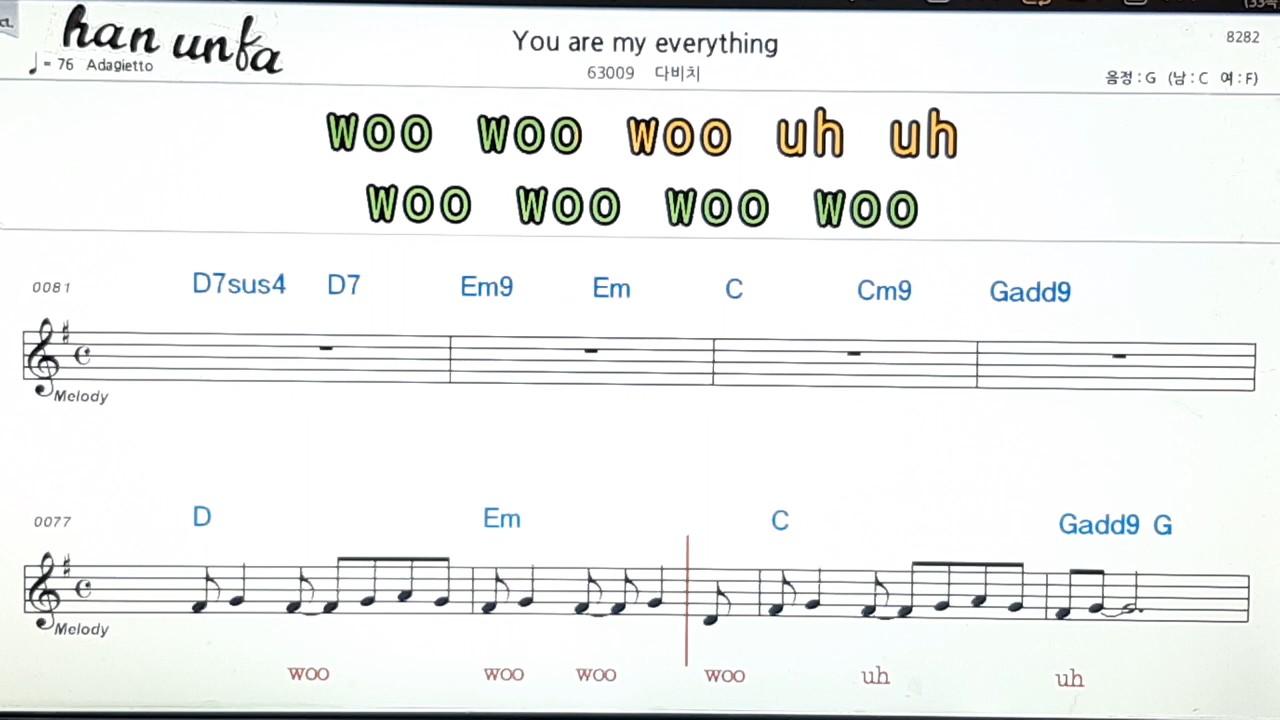 han unfa
You are my everything
8282
♩= 76 Adagietto
63009 다비치
음정 : G (남 : C 여 : F)
woo woo woo uh uh
woo woo woo woo
0081 D7sus4 D7 Em9 Em C Cm9 Gadd9
Melody
0077 D Em C Gadd9 G
Melody
woo woo woo woo uh uh